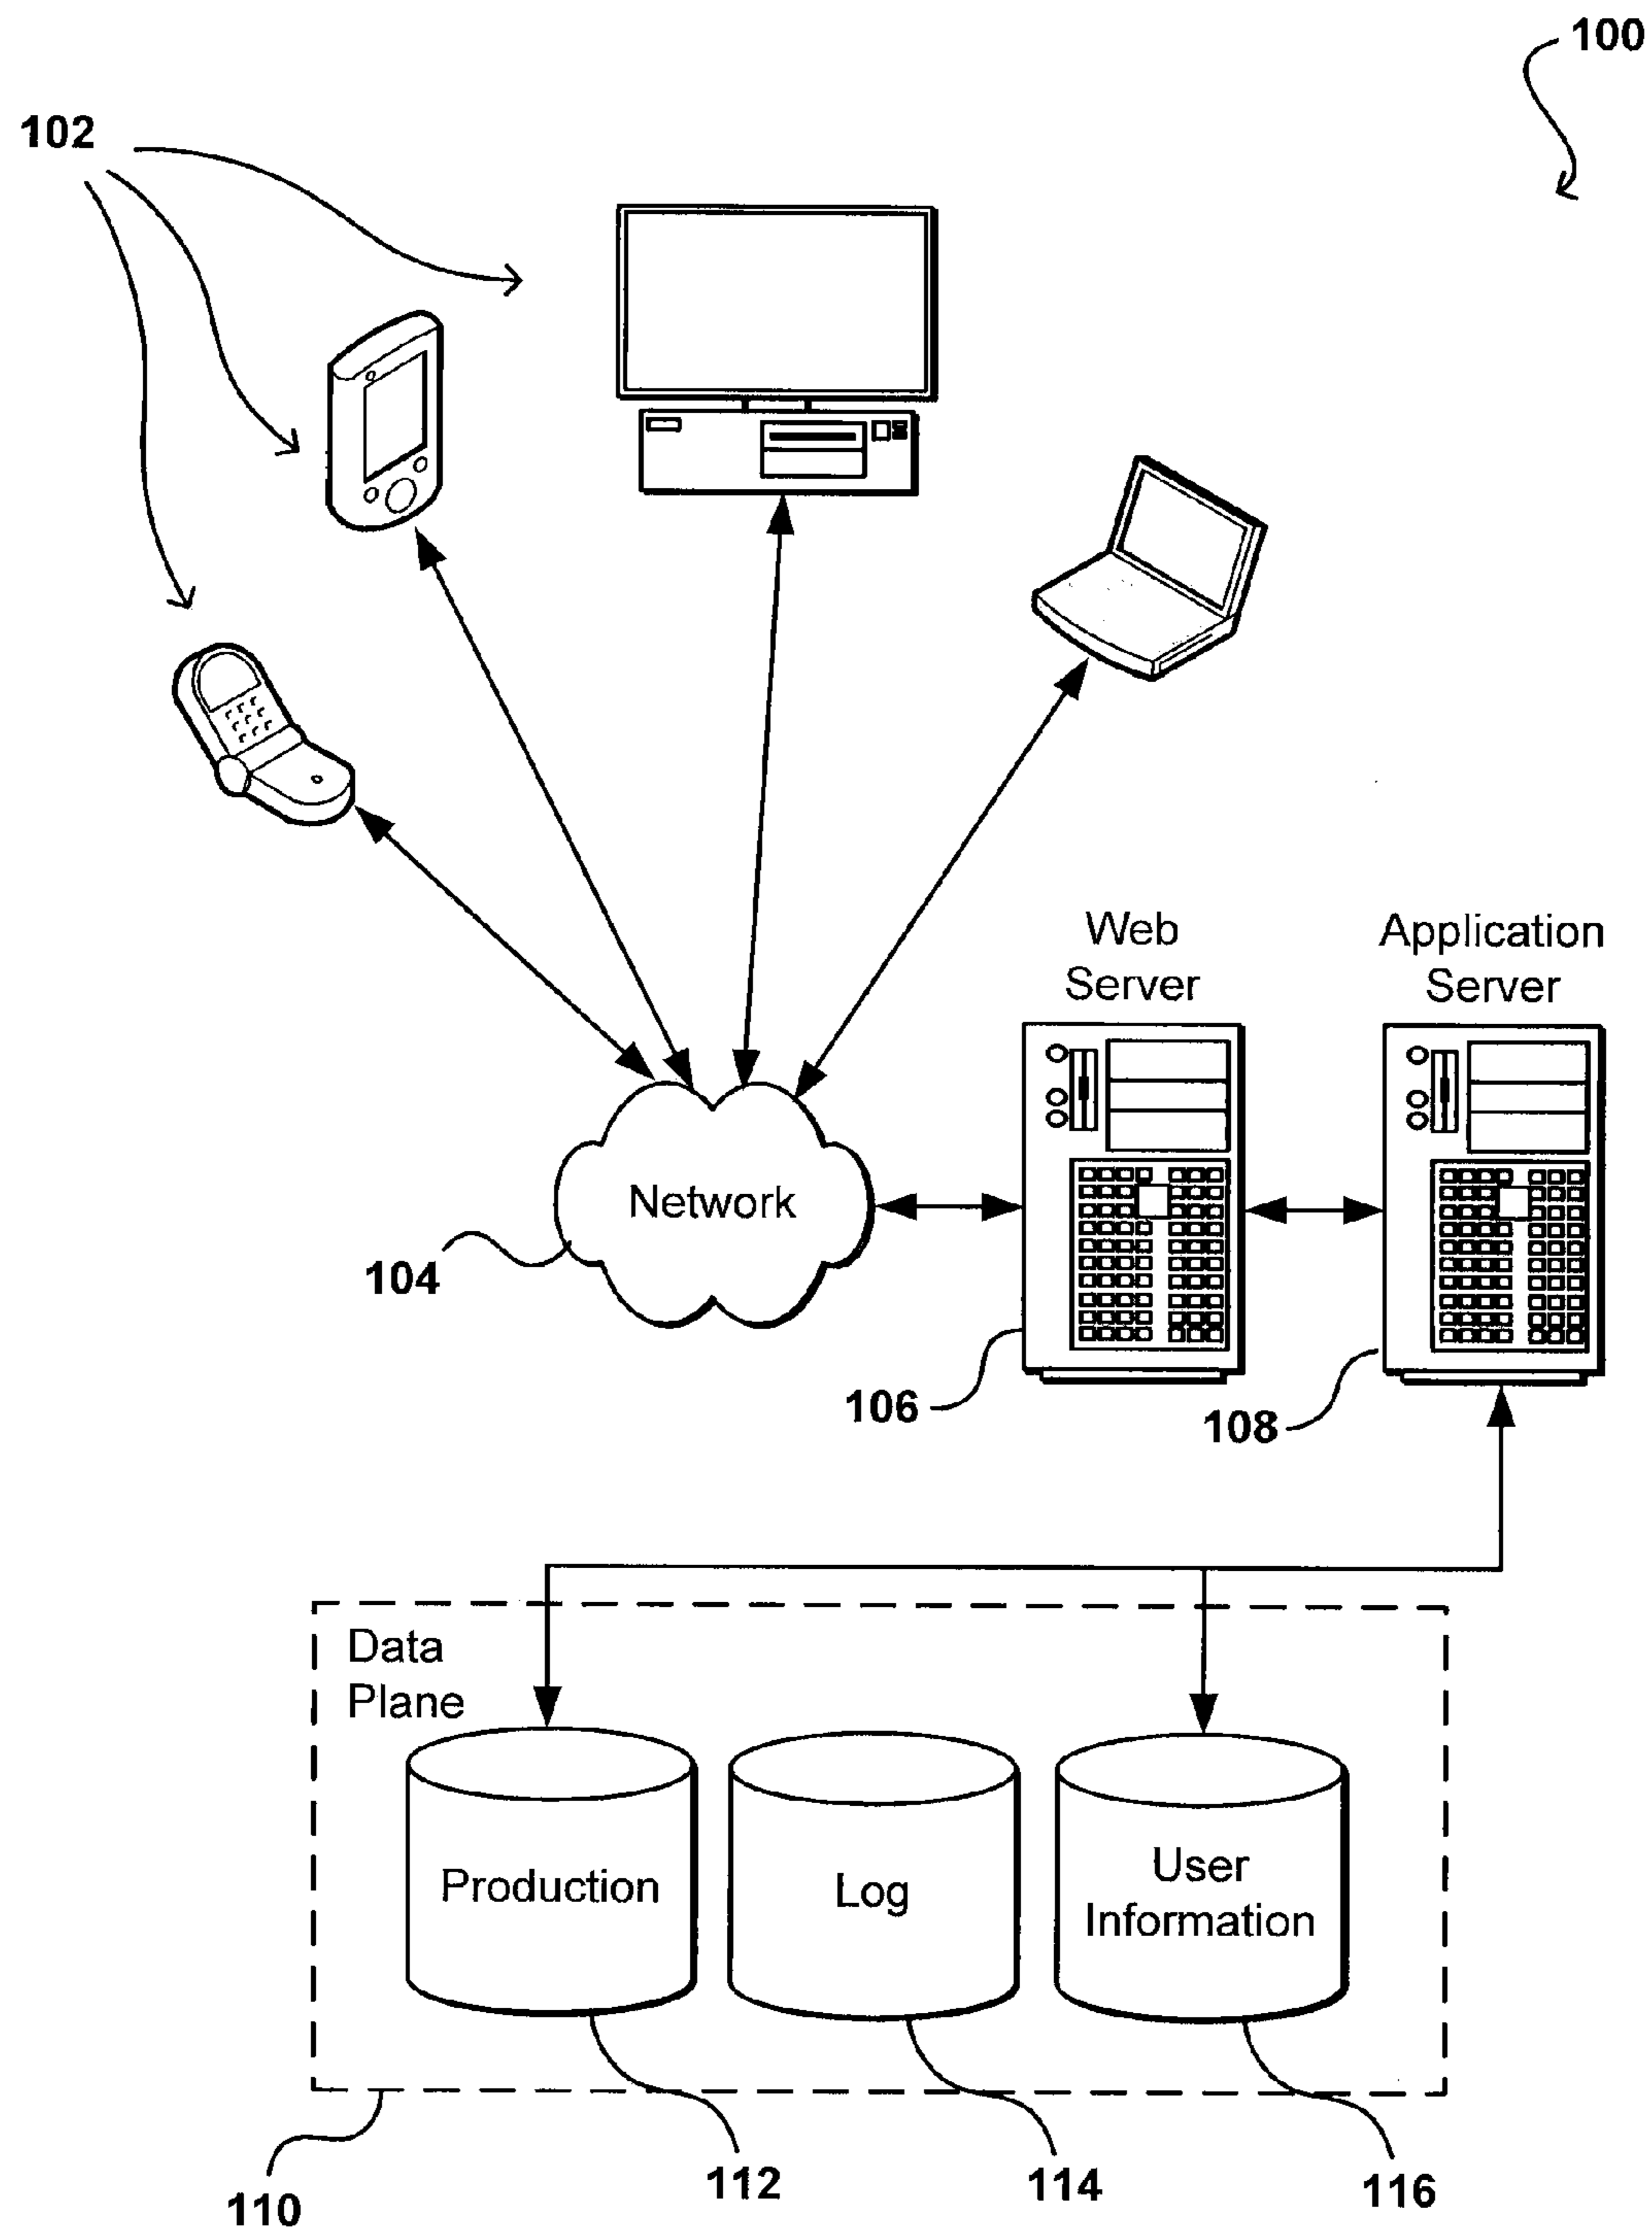 100
102
Web
Server
Application
Server
Network
104
106
108
Data
Plane
Production
Log
User
Information
110
112
114
116